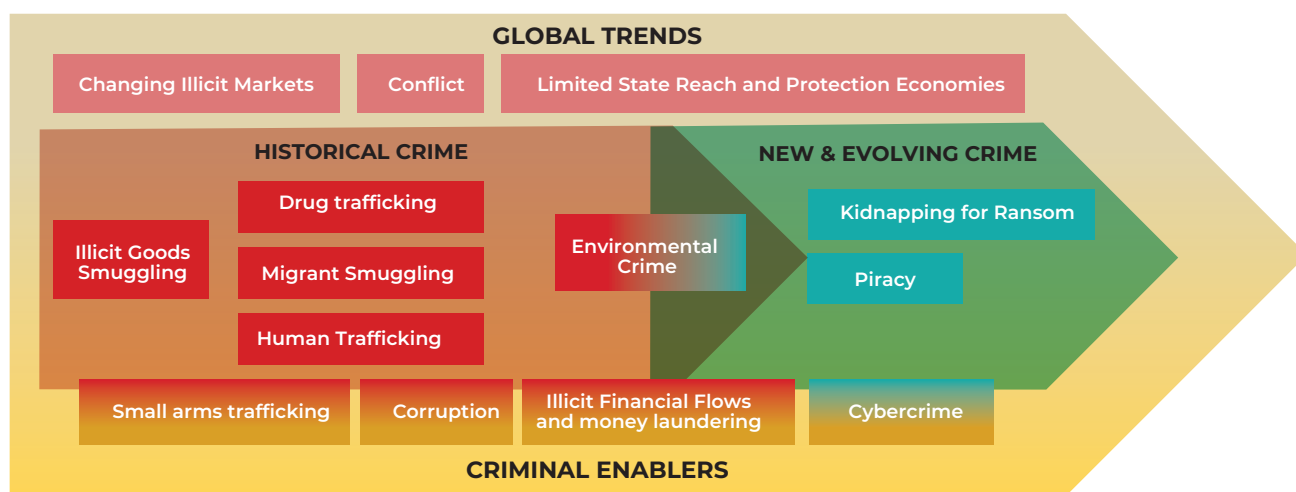 GLOBAL TRENDS
Changing Illicit Markets
Conflict
Limited State Reach and Protection Economies
HISTORICAL CRIME
NEW & EVOLVING CRIME
Illicit Goods
Smuggling
Drug trafficking
Migrant Smuggling
Human Trafficking
Environmental
Crime
Kidnapping for Ransom
Piracy
Small arms trafficking
Corruption
Illicit Financial Flows
and money laundering
Cybercrime
CRIMINAL ENABLERS